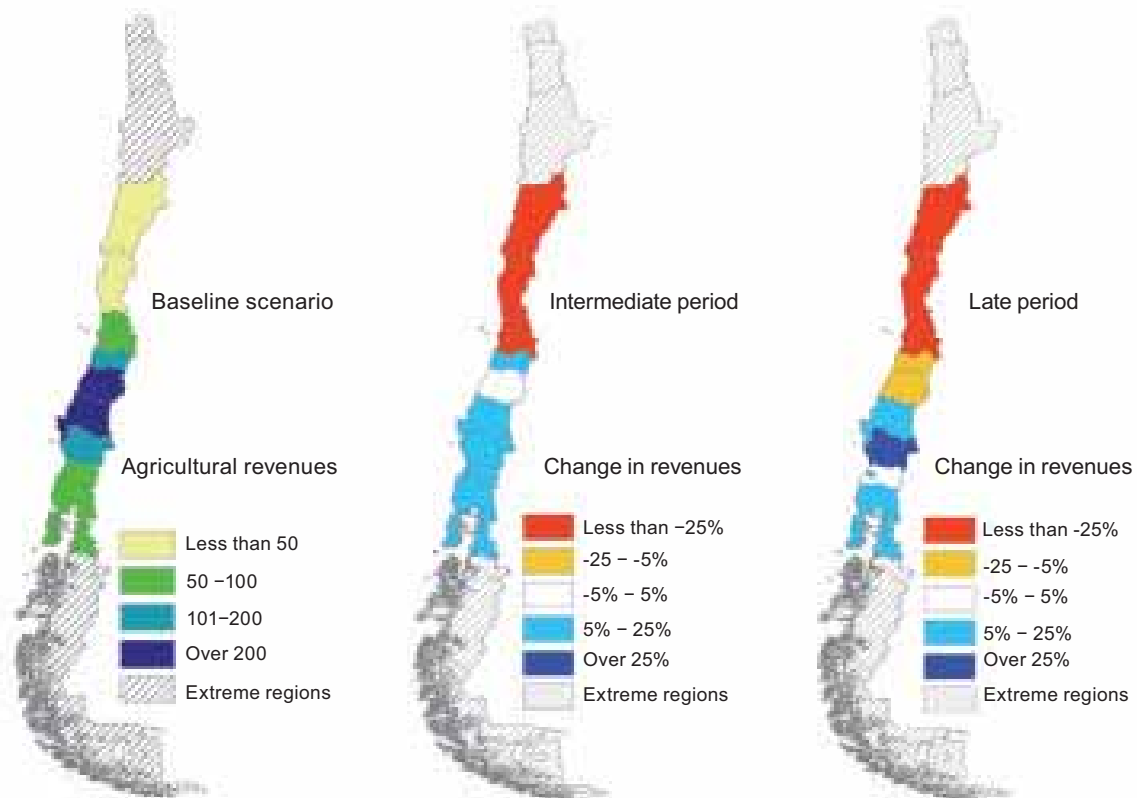 Baseline scenario
Agricultural revenues
Less than 50
50 −100
101−200
Over 200
Extreme regions
Intermediate period
Change in revenues
Less than −25%
-25 − -5%
-5% − 5%
5% − 25%
Over 25%
Extreme regions
Late period
Change in revenues
Less than -25%
-25 − -5%
-5% − 5%
5% − 25%
Over 25%
Extreme regions